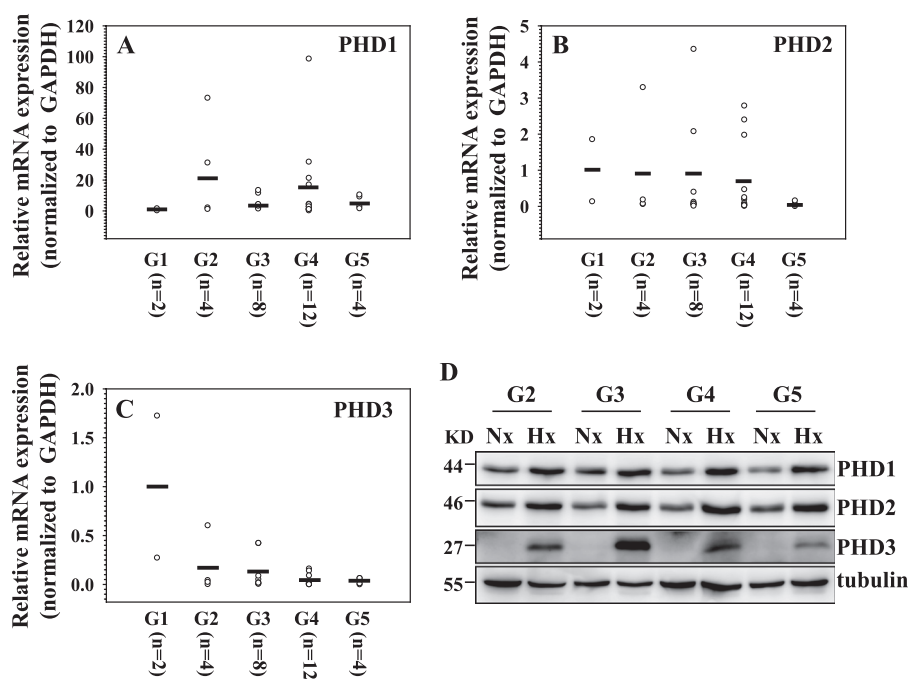 Relative mRNA expression
(normalized to GAPDH)
A
PHD1
120
100
80
60
40
20
0
G1
G2
G3
G4
G5
(n=2)
(n=4)
(n=8)
(n=12)
(n=4)
Relative mRNA expression
(normalized to GAPDH)
B
PHD2
5
4
3
2
1
0
G1
G2
G3
G4
G5
(n=2)
(n=4)
(n=8)
(n=12)
(n=4)
Relative mRNA expression
(normalized to GAPDH)
C
PHD3
2.0
1.5
1.0
0.5
0.0
G1
G2
G3
G4
G5
(n=2)
(n=4)
(n=8)
(n=12
(n=4)
D
G2 G3 G4 G5
KD Nx Hx Nx Hx Nx Hx Nx Hx
44 PHD1
46 PHD2
27 PHD3
55 tubulin